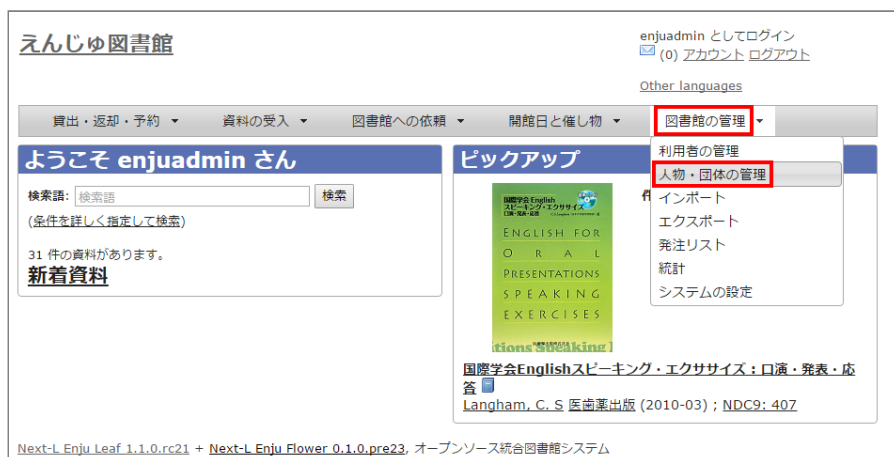 えんじゅ図書館
enjuadmin としてログイン
(0) アカウント ログアウト
Other languages
貸出・返却・予約 ▼ 資料の受入 ▼ 図書館への依頼 ▼ 開館日と催し物 ▼ 図書館の管理 ▼
利用者の管理
人物・団体の管理
インポート
エクスポート
発注リスト
統計
システムの設定
ようこそ enjuadmin さん
検索語: 検索語 検索
(条件を詳しく指定して検索)
31 件の資料があります。
新着資料
ピックアップ
国際学会English
スピーキング・エクササイズ
口演・発表・応答
ENGLISH FOR
ORAL
PRESENTATIONS
SPEAKING
EXERCISES
国際学会Englishスピーキング・エクササイズ：口演・発表・応
答
Langham, C. S 医歯薬出版 (2010-03) ; NDC9: 407
Next-L Enju Leaf 1.1.0.rc21 + Next-L Enju Flower 0.1.0.pre23, オープンソース統合図書館システム